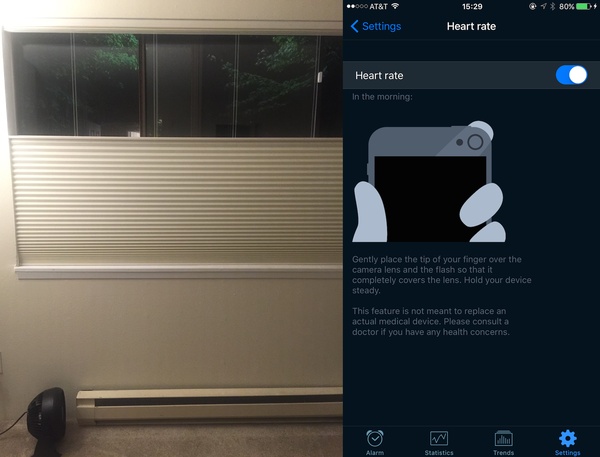 AT&T 15:29 80%
Settings Heart rate
Heart rate
In the morning:
Gently place the tip of your finger over the
camera lens and the flash so that it
completely covers the lens. Hold your device
steady.
This feature is not meant to replace an
actual medical device. Please consult a
doctor if you have any health concerns.
Alarm Statistics Trends Settings